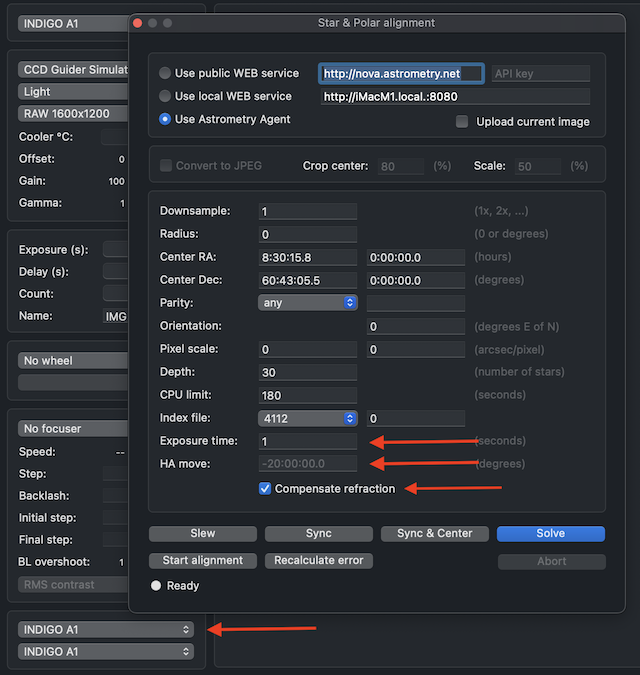 INDIGO A1
Star & Polar alignment
CCD Guider Simulat
Light
RAW 1600x1200
Cooler °C:
Offset: 0
Gain: 100
Gamma: 1
Exposure (s):
Delay (s):
Count:
Name: IMG
No wheel
No focuser
Speed: --
Step:
Backlash:
Initial step:
Final step:
BL overshoot: 1
RMS contrast
INDIGO A1
INDIGO A1
Use public WEB service http://nova.astrometry.net API key
Use local WEB service http://iMacM1.local.:8080
Use Astrometry Agent Upload current image
Convert to JPEG Crop center: 80 (%) Scale: 50 (%)
Downsample: 1 (1x, 2x, ...)
Radius: 0 (0 or degrees)
Center RA: 8:30:15.8 0:00:00.0 (hours)
Center Dec: 60:43:05.5 0:00:00.0 (degrees)
Parity: any
Orientation: 0 (degrees E of N)
Pixel scale: 0 0 (arcsec/pixel)
Depth: 30 (number of stars)
CPU limit: 180 (seconds)
Index file: 4112 0
Exposure time: 1 (seconds)
HA move: -20:00:00.0 (degrees)
Compensate refraction
Slew Sync Sync & Center Solve
Start alignment Recalculate error Abort
Ready